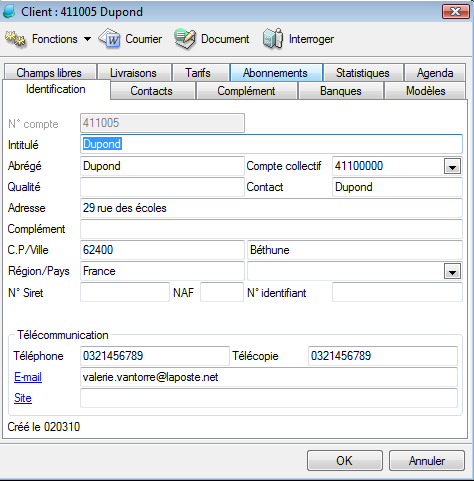 Client : 411005 Dupond
Fonctions Courrier Document Interroger
Champs libres Livraisons Tarifs Abonnements Statistiques Agenda
Identification Contacts Complément Banques Modèles
N° compte 411005
Intitulé Dupond
Abrégé Dupond Compte collectif 41100000
Qualité Contact Dupond
Adresse 29 rue des écoles
Complément
C.P/Ville 62400 Béthune
Région/Pays France
N° Siret NAF N° identifiant
Télécommunication
Téléphone 0321456789 Télécopie 0321456789
E-mail valerie.vantorre@laposte.net
Site
Créé le 020310
OK Annuler